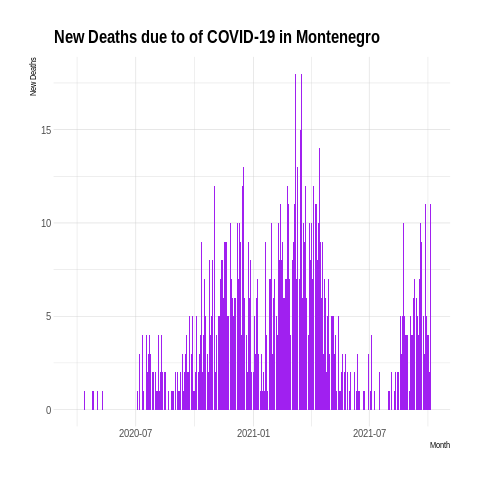 New Deaths due to of COVID-19 in Montenegro
New Deaths
15
10
5
0
2020-07
2021-01
2021-07
Month